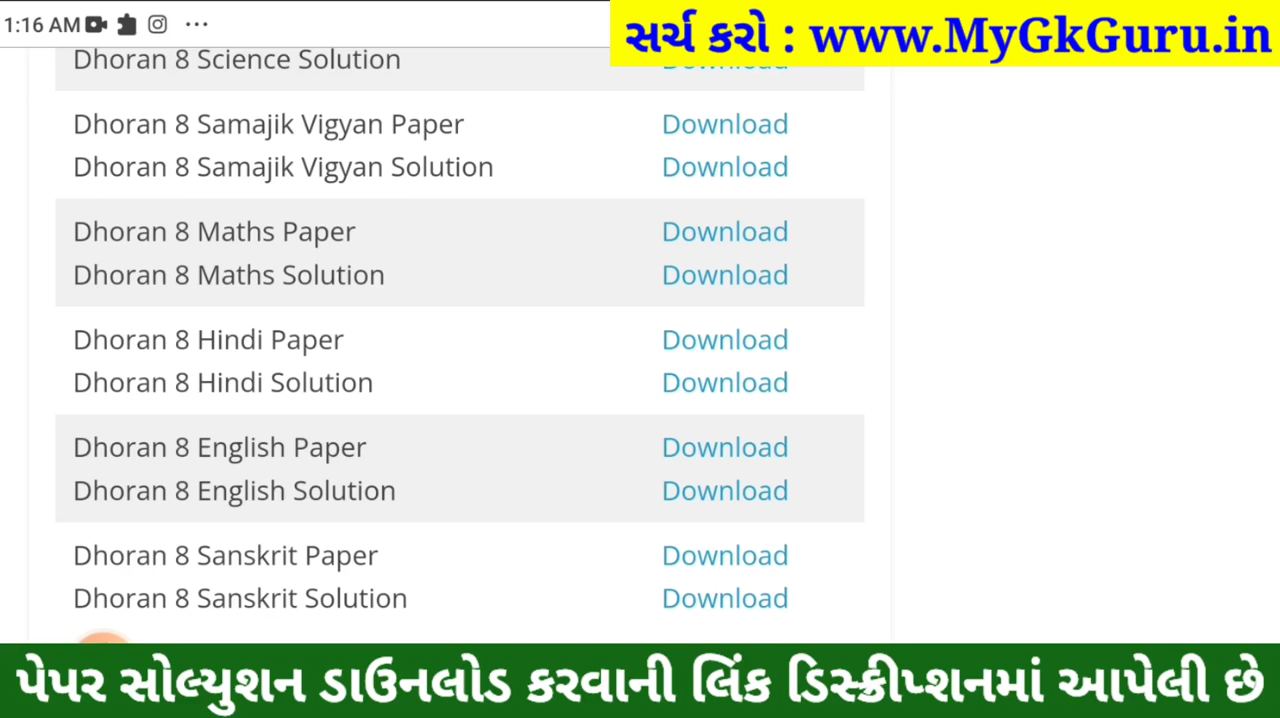 1:16 AM
સર્ચ કરો : www.MyGkGuru.in
Dhoran 8 Science Solution Download
Dhoran 8 Samajik Vigyan Paper Download
Dhoran 8 Samajik Vigyan Solution Download
Dhoran 8 Maths Paper Download
Dhoran 8 Maths Solution Download
Dhoran 8 Hindi Paper Download
Dhoran 8 Hindi Solution Download
Dhoran 8 English Paper Download
Dhoran 8 English Solution Download
Dhoran 8 Sanskrit Paper Download
Dhoran 8 Sanskrit Solution Download
પેપર સોલ્યુશન ડાઉનલોડ કરવાની લિંક ડિસ્ક્રીપ્શનમાં આપેલી છે